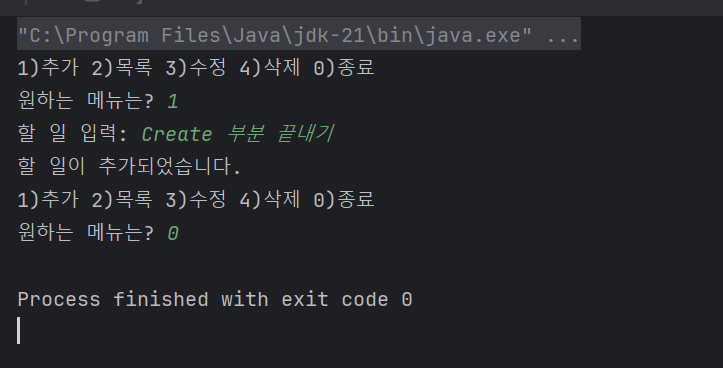 "C:\Program Files\Java\jdk-21\bin\java.exe" ...
1)추가 2)목록 3)수정 4)삭제 0)종료
원하는 메뉴는? 1
할 일 입력: Create 부분 끝내기
할 일이 추가되었습니다.
1)추가 2)목록 3)수정 4)삭제 0)종료
원하는 메뉴는? 0
Process finished with exit code 0